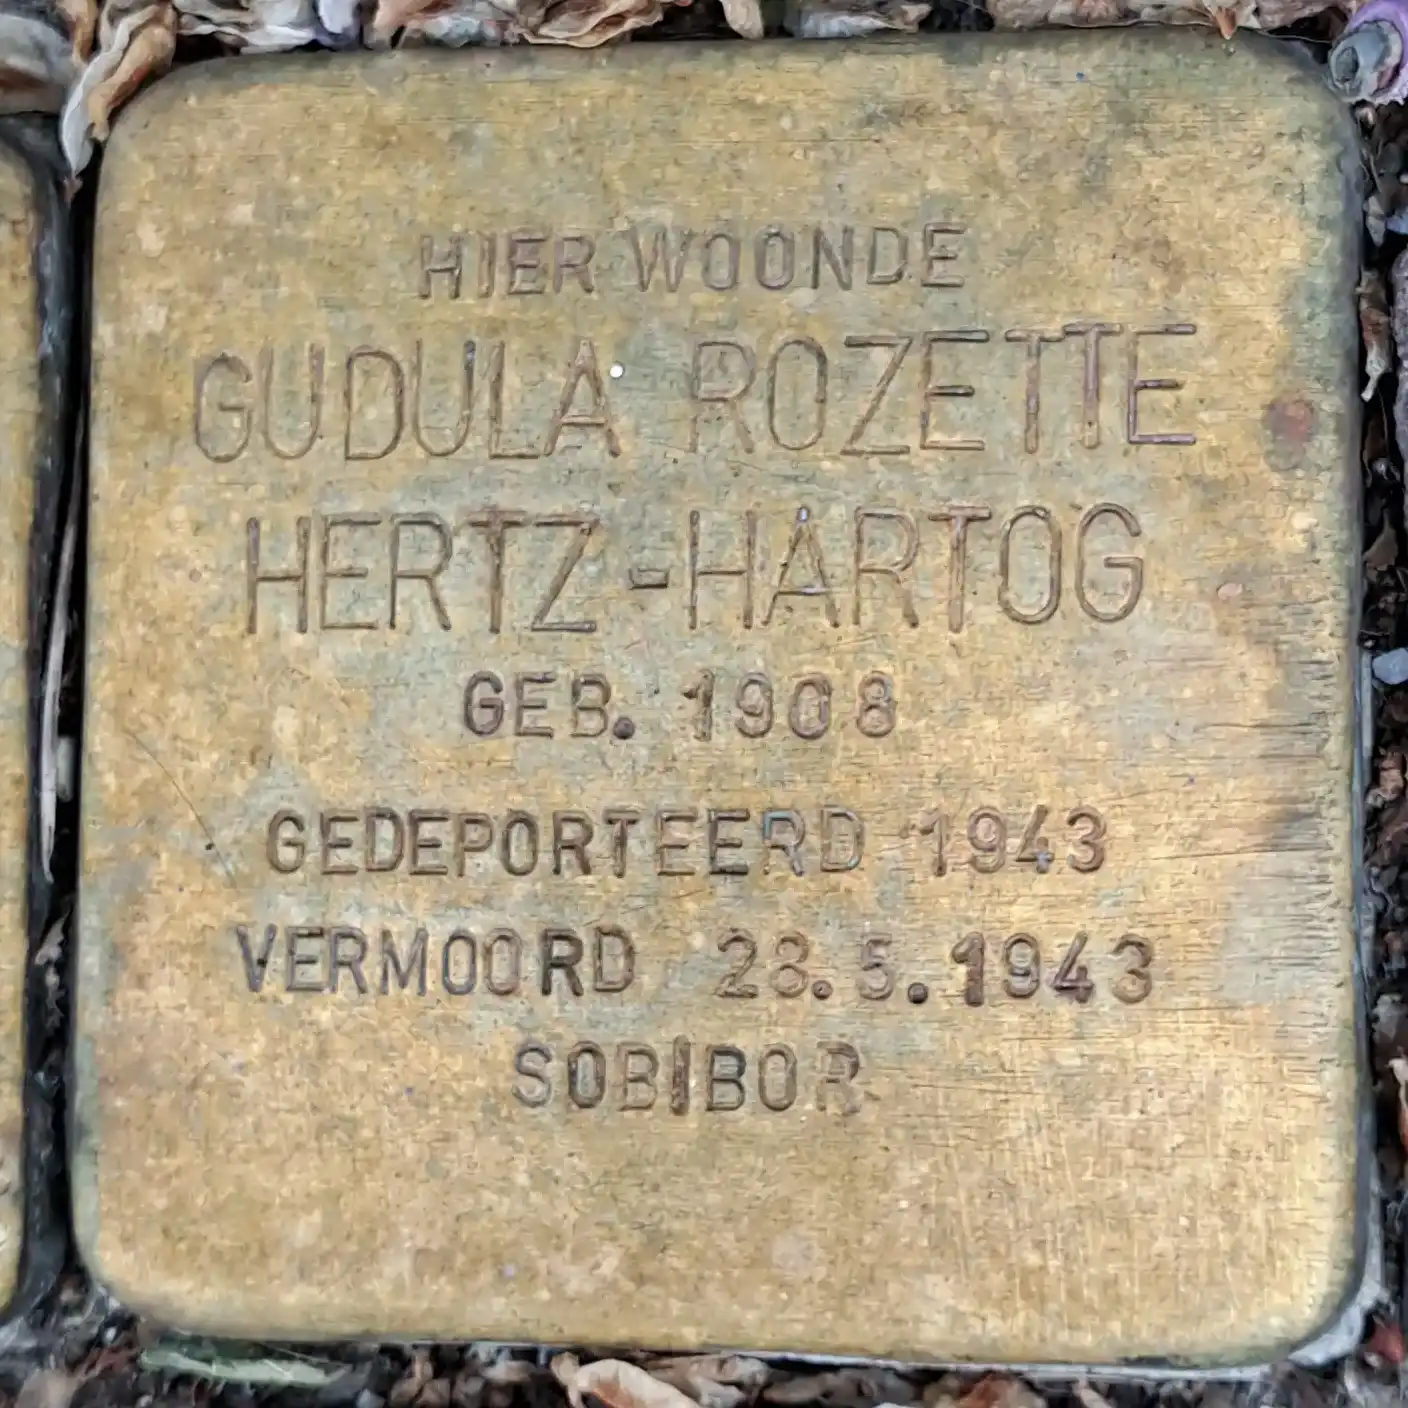 HIER WOONDE
GUDULA ROZETTE
HERTZ-HARTOG
GEB. 1908
GEDEPORTEERD 1943
VERMOORD 28.5.1943
SOBIBOR